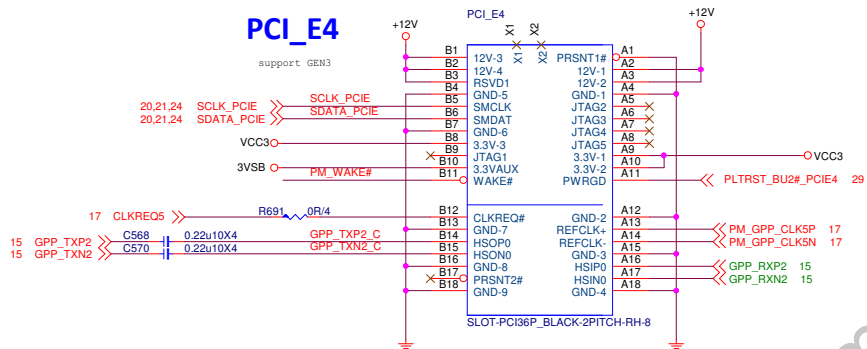 PCI_E4
support GEN3
+12V
PCI_E4
X1
X2
X1
X2
+12V
B1 12V-3 PRSNT1# A1
B2 12V-4 12V-1 A2
B3 RSVD1 12V-2 A3
B4 GND-5 GND-1 A4
20,21,24 SCLK_PCIE SCLK_PCIE B5 SMCLK JTAG2 A5
20,21,24 SDATA_PCIE SDATA_PCIE B6 SMDAT JTAG3 A6
B7 GND-6 JTAG4 A7
VCC3 B8 3.3V-3 JTAG5 A8
B9 JTAG1 3.3V-1 A9 VCC3
3VSB B10 3.3VAUX 3.3V-2 A10
PM_WAKE# B11 WAKE# PWRGD A11 PLTRST_BU2#_PCIE4 29
17 CLKREQ5 R691 0R/4 B12 CLKREQ# GND-2 A12
B13 GND-7 REFCLK+ A13 PM_GPP_CLK5P 17
15 GPP_TXP2 C568 0.22u10X4 GPP_TXP2_C B14 HSOP0 REFCLK- A14 PM_GPP_CLK5N 17
15 GPP_TXN2 C570 0.22u10X4 GPP_TXN2_C B15 HSON0 GND-3 A15
B16 GND-8 HSIP0 A16 GPP_RXP2 15
B17 PRSNT2# HSIN0 A17 GPP_RXN2 15
B18 GND-9 GND-4 A18
SLOT-PCI36P_BLACK-2PITCH-RH-8